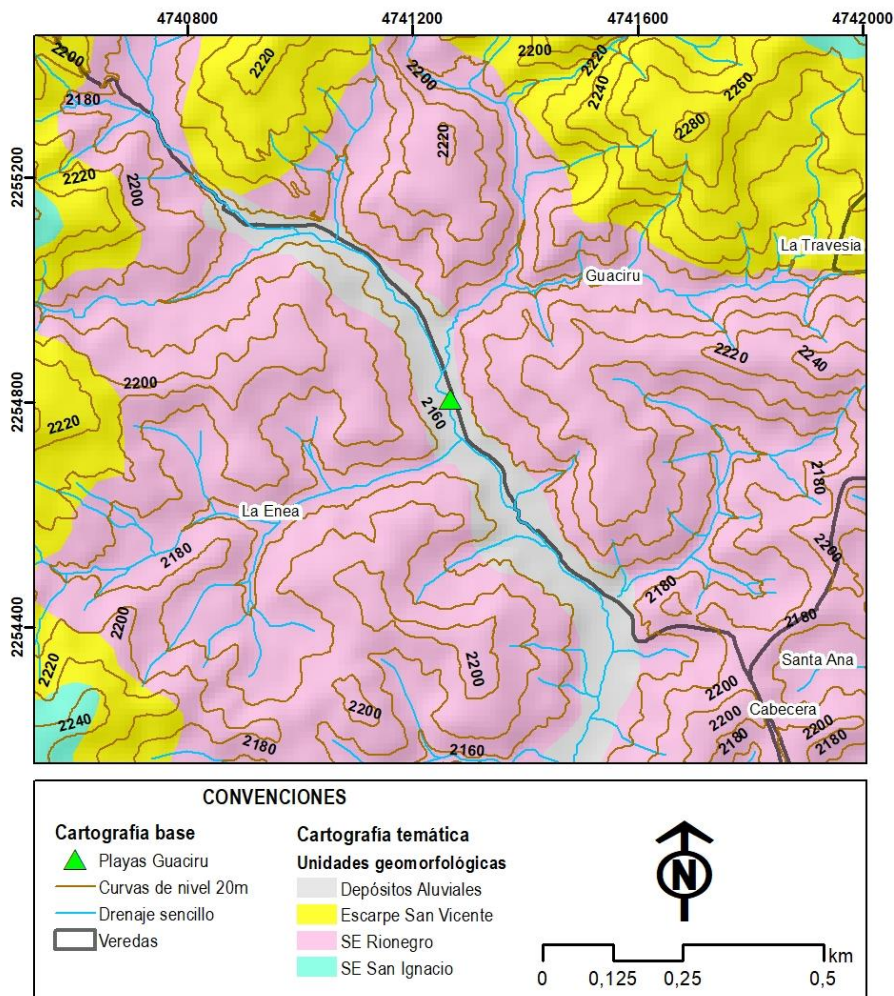 4740800 4741200 4741600 4742000
2200 2220 2200 2200 2220
2180 2240 2260
2220 2280
2255200
2220 2200
La Travesia
Guaciru
2220 2240
2200
2254800
2160
2220
2180
La Enea
2180 2200
2180
2200 2180
2254400
2220 2200 Santa Ana
2200
2200 Cabecera
2240 2200 2200 2200
2180 2160 2180 2180
CONVENCIONES
Cartografía base
Playas Guaciru
Curvas de nivel 20m
Drenaje sencillo
Veredas
Cartografía temática
Unidades geomorfológicas
Depósitos Aluviales
Escarpe San Vicente
SE Rionegro
SE San Ignacio
N
km
0 0,125 0,25 0,5